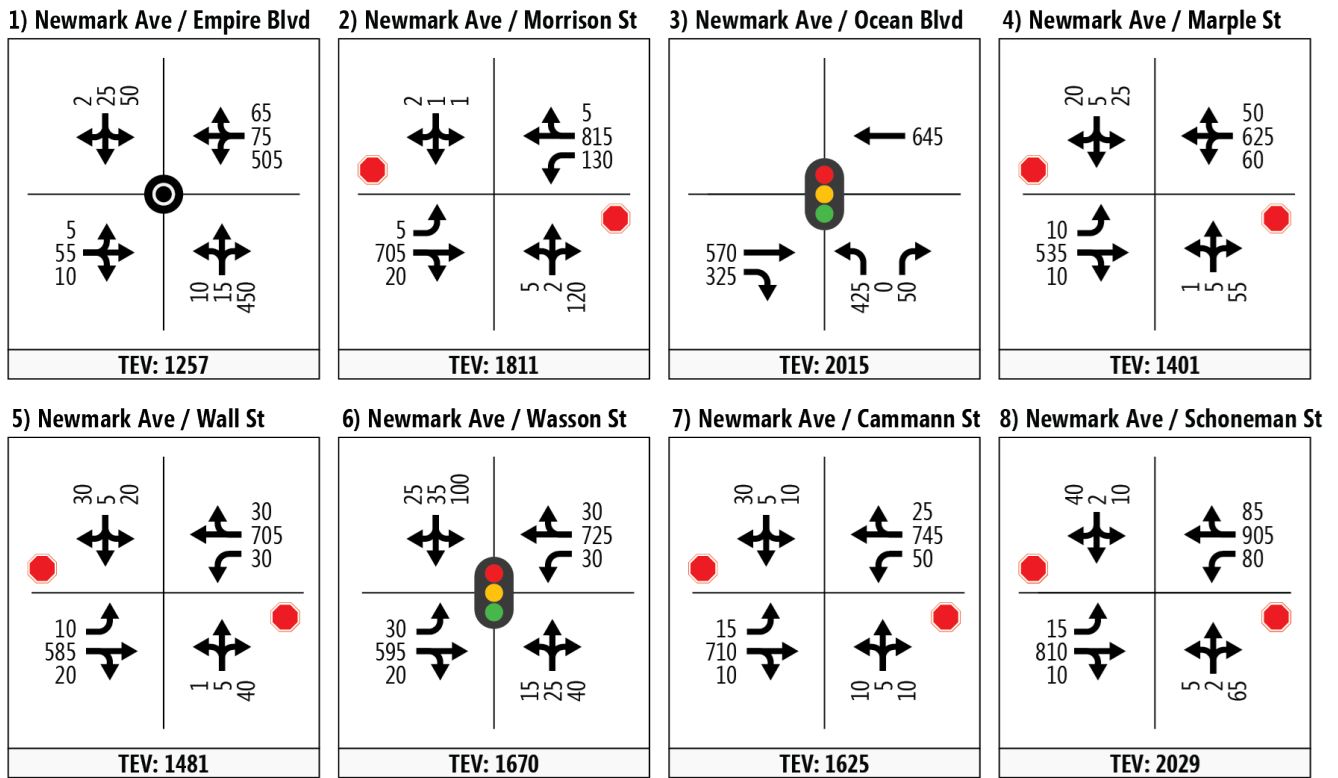 1) Newmark Ave / Empire Blvd
2 25 50
65
75
505
5
55
10
10 15 450
TEV: 1257
2) Newmark Ave / Morrison St
2 1 1
5
815
130
5
705
20
5 2 120
TEV: 1811
3) Newmark Ave / Ocean Blvd
645
570
325
425 0 50
TEV: 2015
4) Newmark Ave / Marple St
20 5 25
50
625
60
10
535
10
1 5 55
TEV: 1401
5) Newmark Ave / Wall St
30 5 20
30
705
30
10
585
20
1 5 40
TEV: 1481
6) Newmark Ave / Wasson St
25 35 100
30
725
30
30
595
20
15 25 40
TEV: 1670
7) Newmark Ave / Cammann St
30 5 10
25
745
50
15
710
10
10 5 10
TEV: 1625
8) Newmark Ave / Schoneman St
40 2 10
85
905
80
15
810
10
5 2 65
TEV: 2029